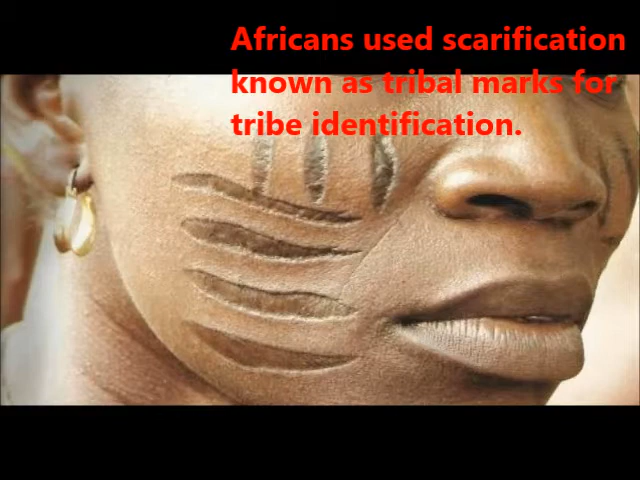 Africans used scarification
known as tribal marks for
tribe identification.